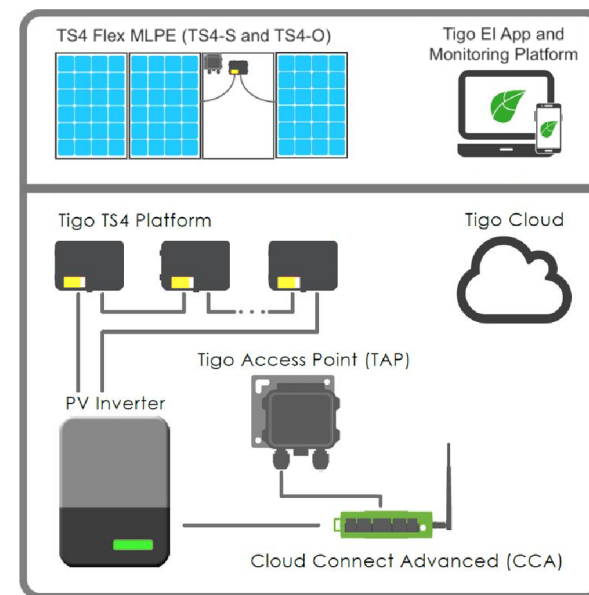 TS4 Flex MLPE (TS4-S and TS4-O)
Tigo EI App and
Monitoring Platform
Tigo TS4 Platform
Tigo Cloud
Tigo Access Point (TAP)
PV Inverter
Cloud Connect Advanced (CCA)